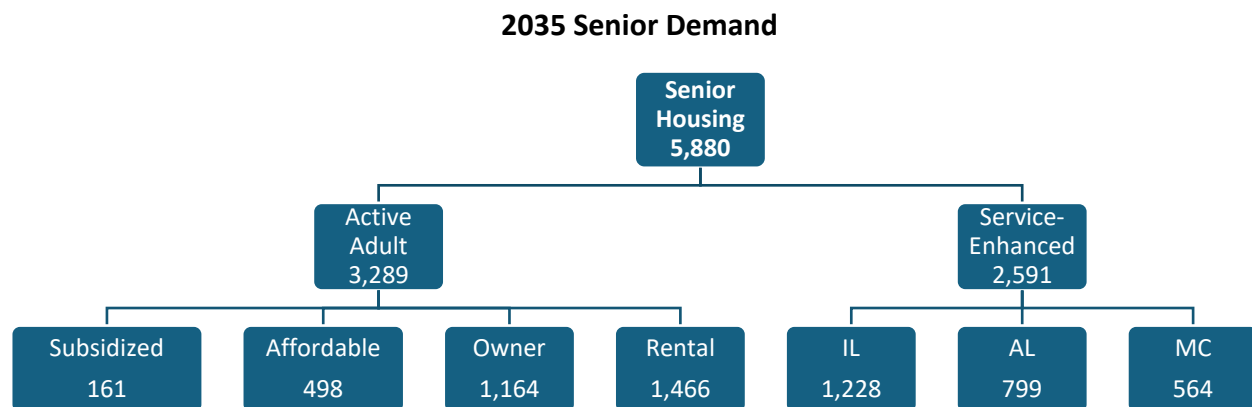 2035 Senior Demand
Senior
Housing
5,880
Active
Adult
3,289
Service-
Enhanced
2,591
Subsidized
161
Affordable
498
Owner
1,164
Rental
1,466
IL
1,228
AL
799
MC
564